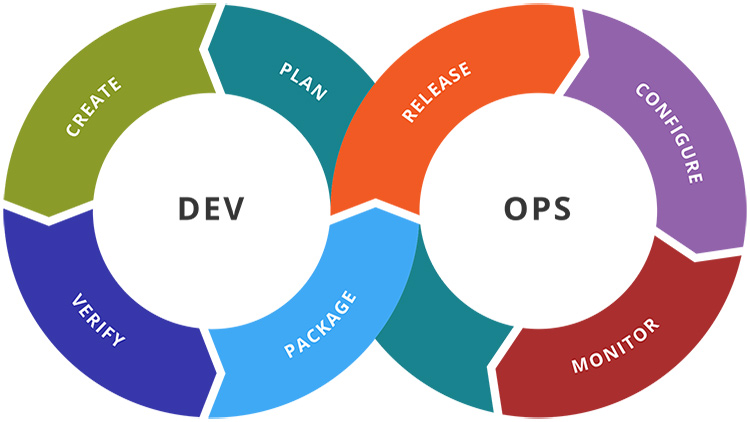 CREATE
PLAN
RELEASE
CONFIGURE
DEV
OPS
VERIFY
PACKAGE
MONITOR